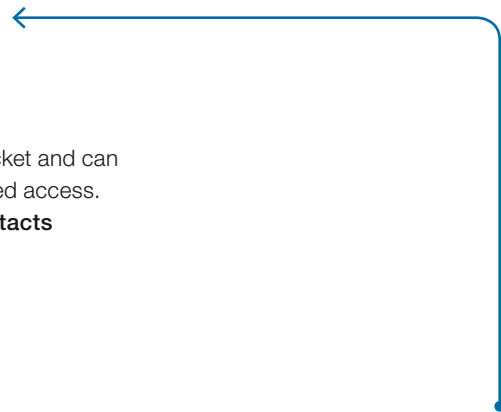 cket and can
ed access.
tacts